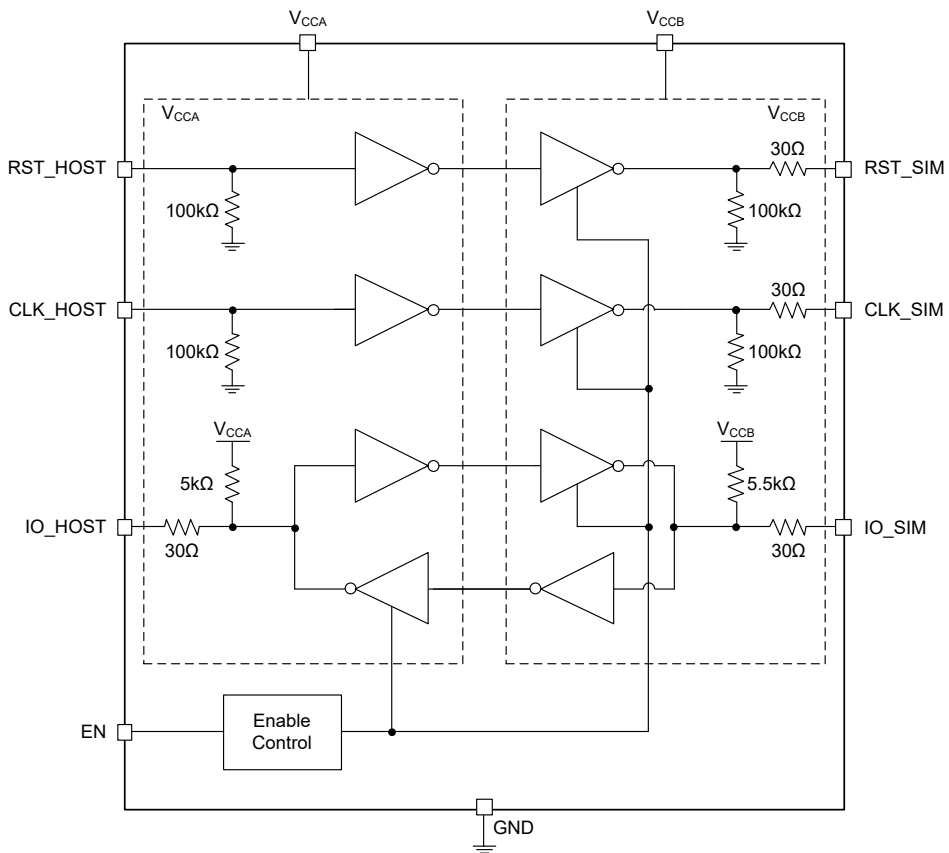 VCCA
VCCB
VCCA
VCCB
RST_HOST
30Ω
RST_SIM
100kΩ
100kΩ
CLK_HOST
30Ω
CLK_SIM
100kΩ
100kΩ
VCCA
VCCB
5kΩ
5.5kΩ
IO_HOST
30Ω
30Ω
IO_SIM
EN
Enable
Control
GND